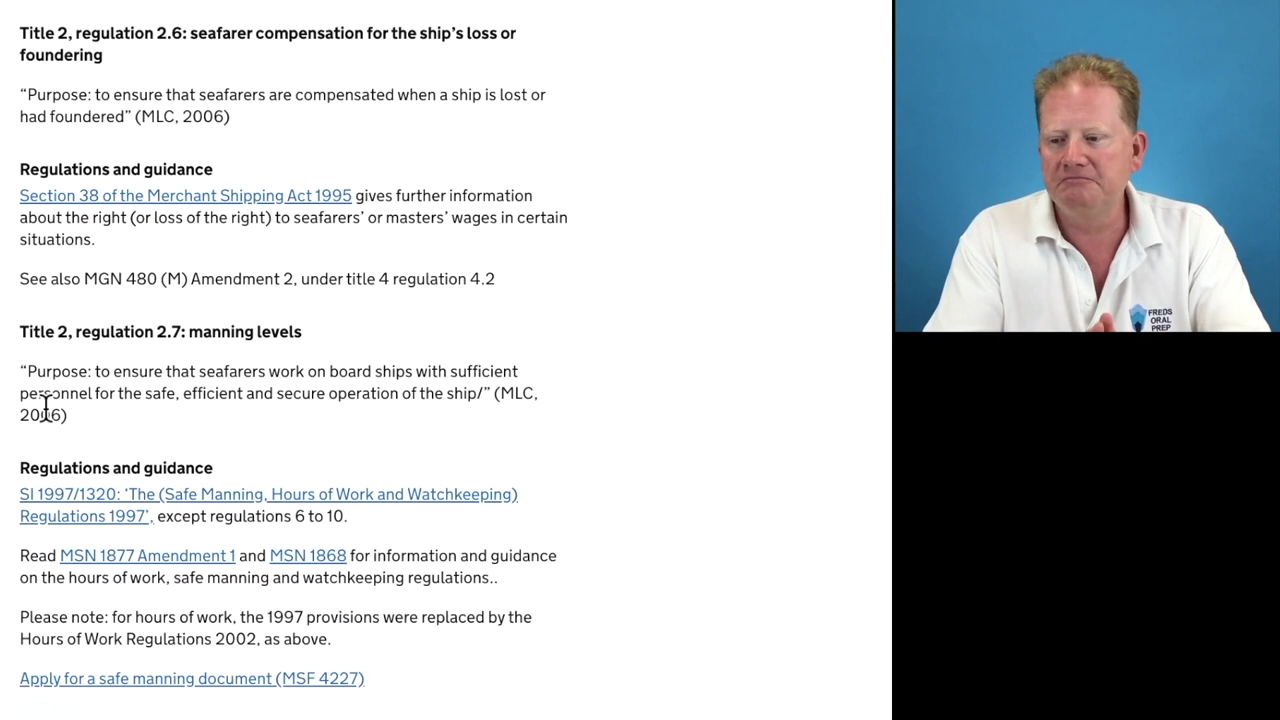 Title 2, regulation 2.6: seafarer compensation for the ship’s loss or
foundering
“Purpose: to ensure that seafarers are compensated when a ship is lost or
had foundered” (MLC, 2006)
Regulations and guidance
Section 38 of the Merchant Shipping Act 1995 gives further information
about the right (or loss of the right) to seafarers’ or masters’ wages in certain
situations.
See also MGN 480 (M) Amendment 2, under title 4 regulation 4.2
Title 2, regulation 2.7: manning levels
“Purpose: to ensure that seafarers work on board ships with sufficient
personnel for the safe, efficient and secure operation of the ship/” (MLC,
2006)
Regulations and guidance
SI 1997/1320: ‘The (Safe Manning, Hours of Work and Watchkeeping)
Regulations 1997’, except regulations 6 to 10.
Read MSN 1877 Amendment 1 and MSN 1868 for information and guidance
on the hours of work, safe manning and watchkeeping regulations..
Please note: for hours of work, the 1997 provisions were replaced by the
Hours of Work Regulations 2002, as above.
Apply for a safe manning document (MSF 4227)
FREDS
ORAL
PREP